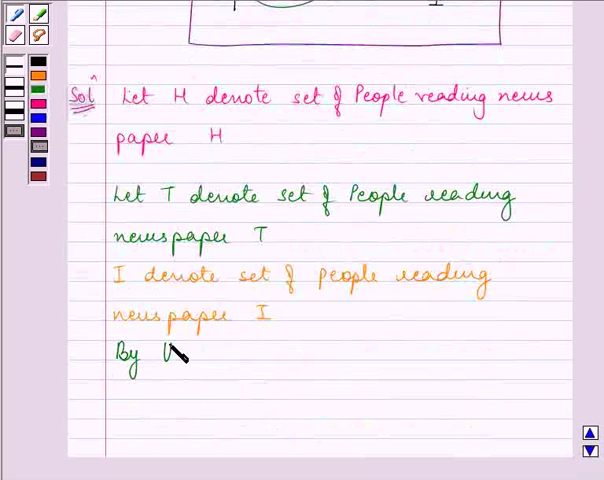 Solⁿ Let H denote set of People reading news
paper H
Let T denote set of People reading
newspaper T
I denote set of people reading
newspaper I
By